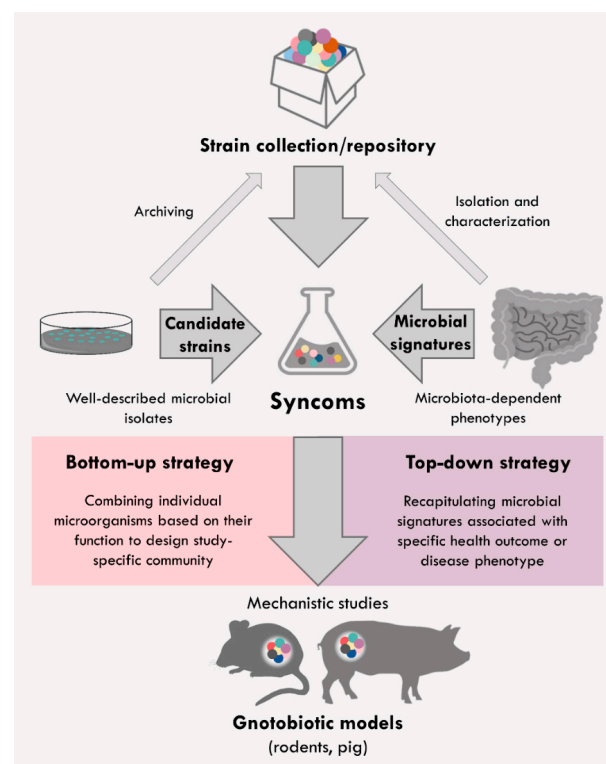 Strain collection/repository
Archiving
Isolation and
characterization
Candidate
strains
Microbial
signatures
Well-described microbial
isolates
Syncoms
Microbiota-dependent
phenotypes
Bottom-up strategy
Combining individual
microorganisms based on their
function to design study-
specific community
Top-down strategy
Recapitulating microbial
signatures associated with
specific health outcome or
disease phenotype
Mechanistic studies
Gnotobiotic models
(rodents, pig)